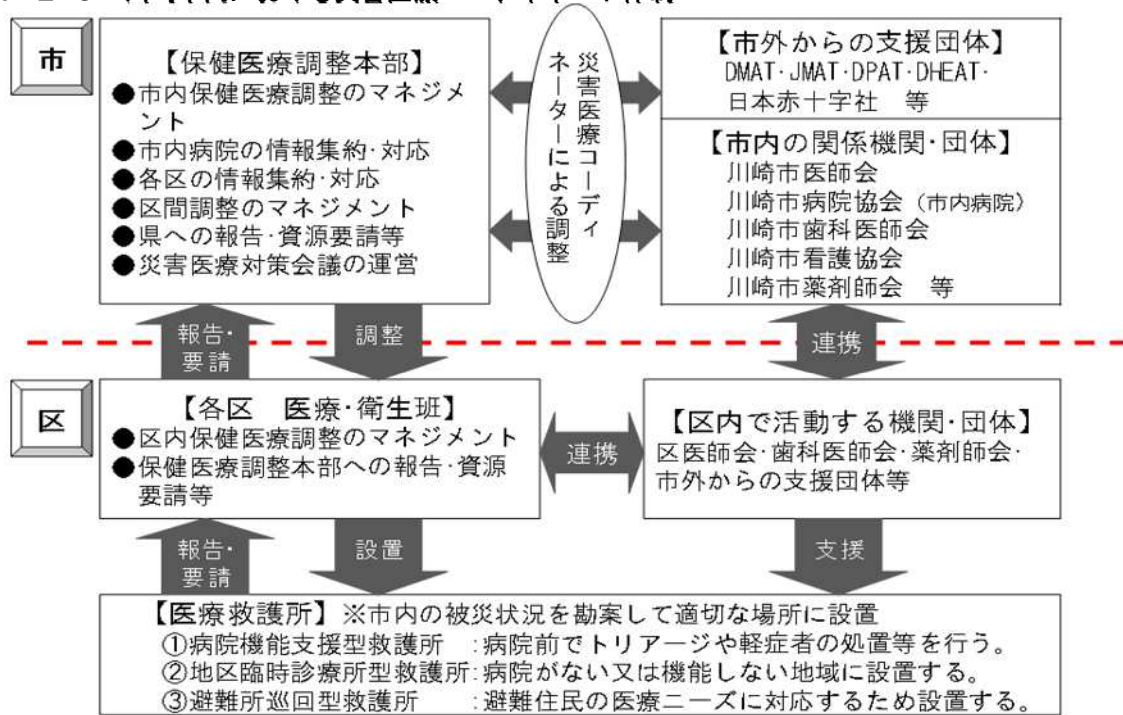 市
【保健医療調整本部】
●市内保健医療調整のマネジメ
ント
●市内病院の情報集約・対応
●各区の情報集約・対応
●区間調整のマネジメント
●県への報告・資源要請等
●災害医療対策会議の運営
災害医療コーディ
ネーターによる調整
【市外からの支援団体】
DMAT・JMAT・DPAT・DHEAT・
日本赤十字社 等
【市内の関係機関・団体】
川崎市医師会
川崎市病院協会（市内病院）
川崎市歯科医師会
川崎市看護協会
川崎市薬剤師会 等
報告・
要請
調整
連携
区
【各区 医療・衛生班】
●区内保健医療調整のマネジメント
●保健医療調整本部への報告・資源
要請等
連携
【区内で活動する機関・団体】
区医師会・歯科医師会・薬剤師会・
市外からの支援団体等
報告・
要請
設置
支援
【医療救護所】※市内の被災状況を勘案して適切な場所に設置
①病院機能支援型救護所 ：病院前でトリアージや軽症者の処置等を行う。
②地区臨時診療所型救護所：病院がない又は機能しない地域に設置する。
③避難所巡回型救護所 ：避難住民の医療ニーズに対応するため設置する。